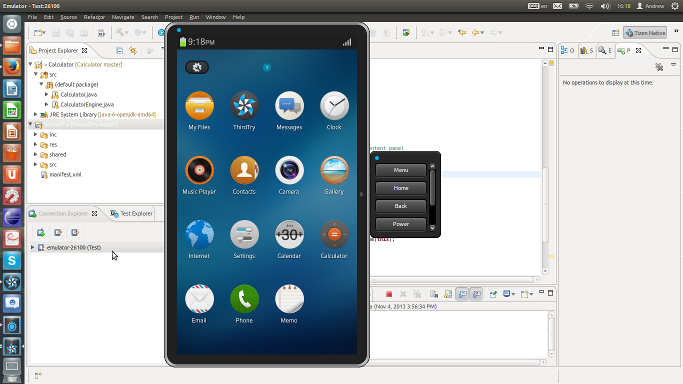 Emulator - Test:26100
en
16:18
Andrew
File Edit Source Refactor Navigate Search Project Run Window Help
Tizen Native
Project Explorer
Calculator [Calculator master]
src
(default package)
Calculator.java
CalculatorEngine.java
JRE System Library [java-6-openjdk-amd64]
inc
res
shared
src
manifest.xml
Connection Explorer
Test Explorer
emulator-26100 (Test)
9:18PM
1
My Files
ThirdTry
Messages
Clock
Music Player
Contacts
Camera
Gallery
Internet
Settings
Calendar
Calculator
Email
Phone
Memo
Menu
Home
Back
Power
content panel
(this);
(Nov 4, 2013 3:56:34 PM)
O
S
E
P
No operations to display at this time.